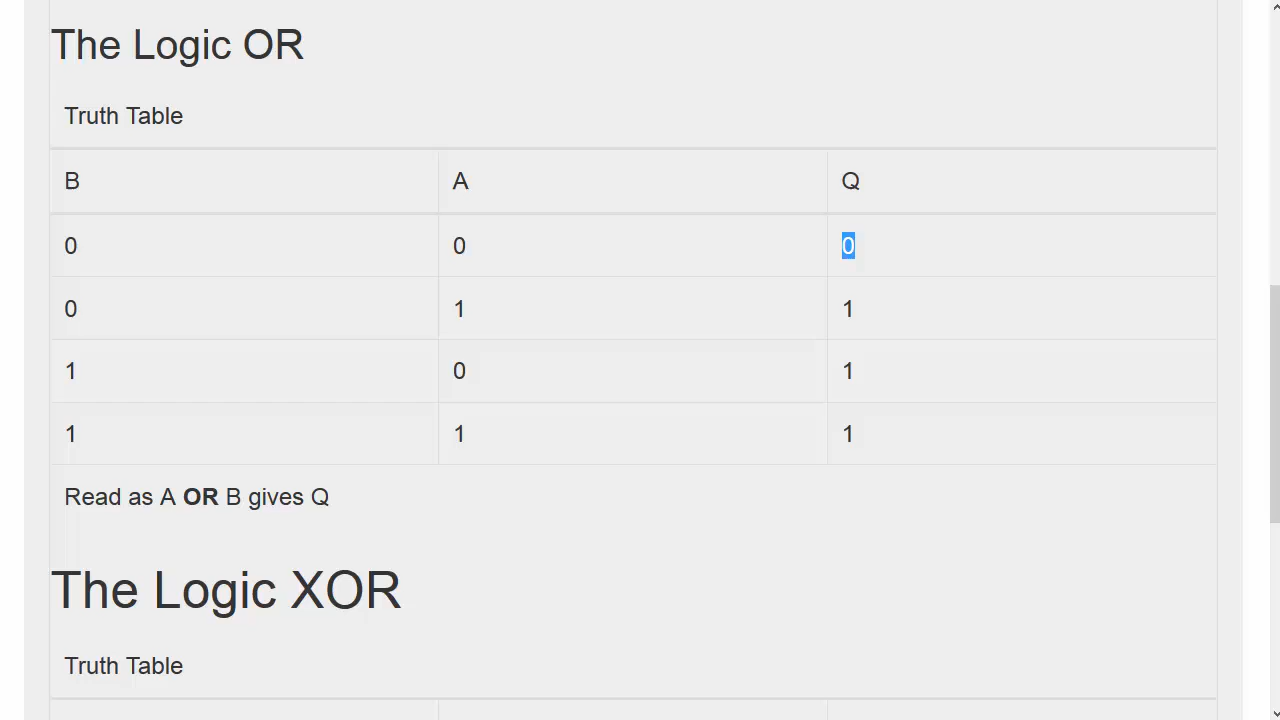 The Logic OR
Truth Table
B A Q
0 0 0
0 1 1
1 0 1
1 1 1
Read as A OR B gives Q
The Logic XOR
Truth Table